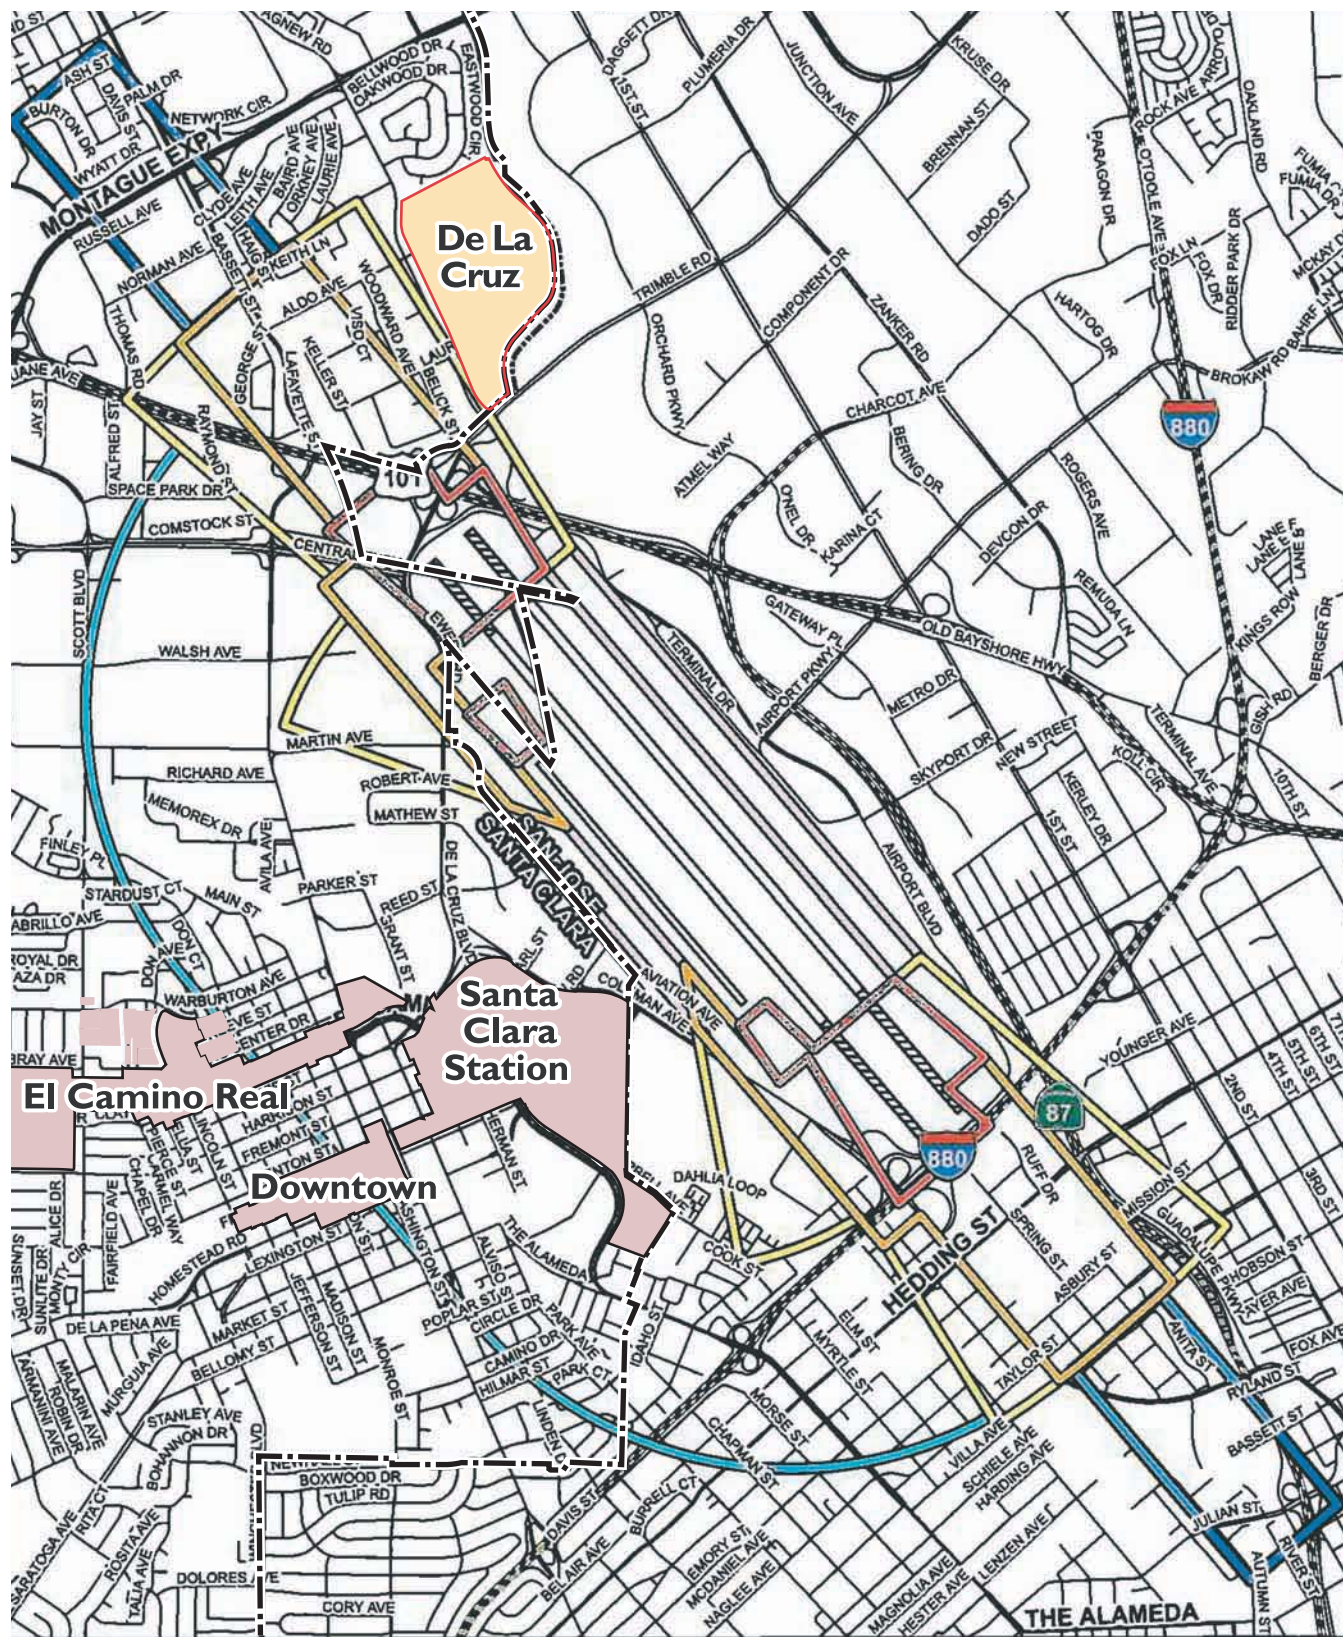 AGNEW RD
BELLWOOD DR
OAKWOOD DR
EASTWOOD CIR
DAGGETT DR
1ST ST
PLUMERIA DR
JUNCTION AVE
KRUSE DR
ROCK AVE
OAKLAND RD
ASH ST
PALM DR
DAVIS ST
BURTON DR
WYATT DR
NETWORK CIR
MONTAGUE EXPY
BAIRD AVE
ORKNEY AVE
LAURIE AVE
BRENNAN ST
PARAGON DR
OTOOLE AVE
FUMIA DR
RUSSELL AVE
CLYDE AVE
LEITH AVE
DADO ST
NORMAN AVE
BASSETT ST
KEITH LN
De La
Cruz
TRIMBLE RD
COMPONENT DR
FOX LN
FOX DR
RIDDER PARK DR
ALDO AVE
WOODWARD AVE
VISO CT
THOMAS RD
GEORGE ST
KELLER ST
LAFAYETTE ST
BELICK ST
ORCHARD PKWY
ZANKER RD
HARTOG DR
BROKAW RD
JAY ST
ALFRED ST
RAYMOND
CHARCOT AVE
880
101
ATMEL WAY
BERING DR
ROGERS AVE
SPACE PARK DR
COMSTOCK ST
O'NEL DR
KARINA CT
DEVCON DR
LANE F
LANE E
LANE B
CENTRAL
SCOTT BLVD
GATEWAY PL
REMUDA LN
KINGS ROW
BERGER DR
OLD BAYSHORE HWY
WALSH AVE
TERMINAL DR
AIRPORT PKWY
METRO DR
GISH RD
MARTIN AVE
RICHARD AVE
ROBERT AVE
MEMOREX DR
MATHEW ST
SKYPORT DR
NEW STREET
KOLL CIR
TERMINAL AVE
10TH ST
KERLEY DR
1ST ST
SAN JOSE
SANTA CLARA
FINLEY PL
AVILA AVE
STARDUST CT
MAIN ST
PARKER ST
REED ST
GRANT ST
DE LA CRUZ BLVD
AIRPORT BLVD
DON AVE
DON CT
WARBURTON AVE
COLEMAN AVE
AVIATION AVE
CENTER DR
Santa
Clara
Station
YOUNGER AVE
6TH ST
5TH ST
4TH ST
2ND ST
3RD ST
El Camino Real
87
880
LINCOLN ST
HARRISON ST
FREMONT ST
PIERCE ST
CARMEL WAY
CHAPEL DR
HERMAN ST
Downtown
DAHLIA LOOP
RUFF DR
MISSION ST
ALICE DR
FAIRFIELD AVE
MONTY CIR
SUNLITE DR
SUNSET DR
HOMESTEAD RD
LEXINGTON ST
WASHINGTON ST
THE ALAMEDA
COOK ST
HEDDING ST
SPRING ST
ASBURY ST
GUADALUPE PKWY
HOBSON ST
DE LA PENA AVE
MARKET ST
BELLOMY ST
JEFFERSON ST
MADISON ST
MONROE ST
ALVISO ST
POPLAR ST
CIRCLE DR
PARK AVE
CAMINO DR
HILMAR ST
PARK CT
IDAHO ST
ELM ST
MYRTLE ST
TAYLOR ST
ANITA ST
FOX AVE
RYLAND ST
BASSETT ST
MURGUIA AVE
MALARIN AVE
ROBIN DR
ARMANINI AVE
STANLEY AVE
BOHANNON DR
BOXWOOD DR
TULIP RD
MORSE ST
CHAPMAN ST
VILLA AVE
SCHIELE AVE
HARDING AVE
JULIAN ST
SARATOGA AVE
RITA CT
ROSITA AVE
TALIA AVE
DOLORES AVE
CORY AVE
DAVIS ST
BURRELL CT
BEL AIR AVE
EMORY ST
MCDANIEL AVE
NAGLEE AVE
MAGNOLIA AVE
HESTER AVE
LENZEN AVE
AUTUMN ST
RIVER ST
THE ALAMEDA